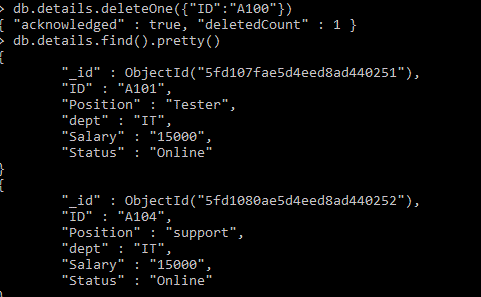 > db.details.deleteOne({"ID":"A100"})
{ "acknowledged" : true, "deletedCount" : 1 }
> db.details.find().pretty()
{
        "_id" : ObjectId("5fd107fae5d4eed8ad440251"),
        "ID" : "A101",
        "Position" : "Tester",
        "dept" : "IT",
        "Salary" : "15000",
        "Status" : "Online"
}
{
        "_id" : ObjectId("5fd1080ae5d4eed8ad440252"),
        "ID" : "A104",
        "Position" : "support",
        "dept" : "IT",
        "Salary" : "15000",
        "Status" : "Online"
}